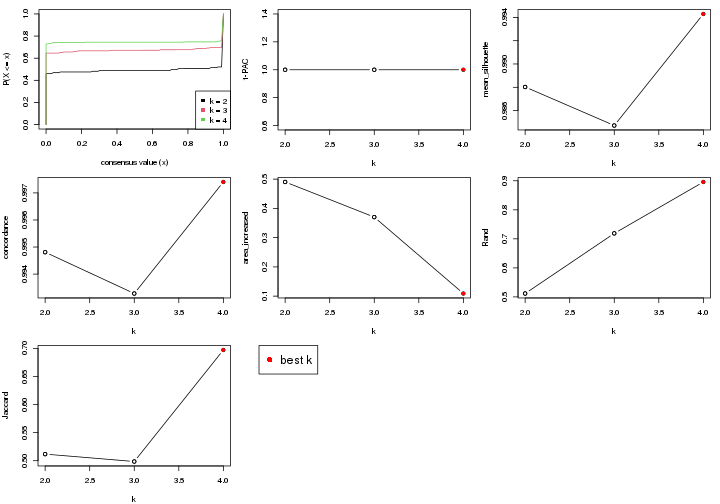 P(X <= x)
0.0 0.2 0.4 0.6 0.8 1.0
0.0 0.2 0.4 0.6 0.8 1.0
consensus value (x)
k = 2
k = 3
k = 4
1-PAC
0.6 0.8 1.0 1.2 1.4
2.0 2.5 3.0 3.5 4.0
k
mean_silhouette
0.986 0.990 0.994
2.0 2.5 3.0 3.5 4.0
k
concordance
0.994 0.995 0.996 0.997
2.0 2.5 3.0 3.5 4.0
k
area_increased
0.1 0.2 0.3 0.4 0.5
2.0 2.5 3.0 3.5 4.0
k
Rand
0.5 0.6 0.7 0.8 0.9
2.0 2.5 3.0 3.5 4.0
k
Jaccard
0.50 0.55 0.60 0.65 0.70
2.0 2.5 3.0 3.5 4.0
k
best k